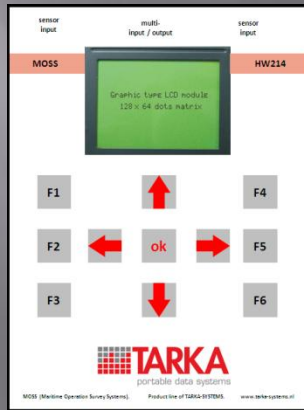 sensor
input
multi-
input / output
sensor
input
MOSS
HW214
Graphic type LCD module
128 x 64 dots matrix
F1
F4
F2
ok
F5
F3
F6
TARKA
portable data systems
MOSS (Maritime Operation Survey Systems). Product line of TARKA-SYSTEMS. www.tarka-systems.nl